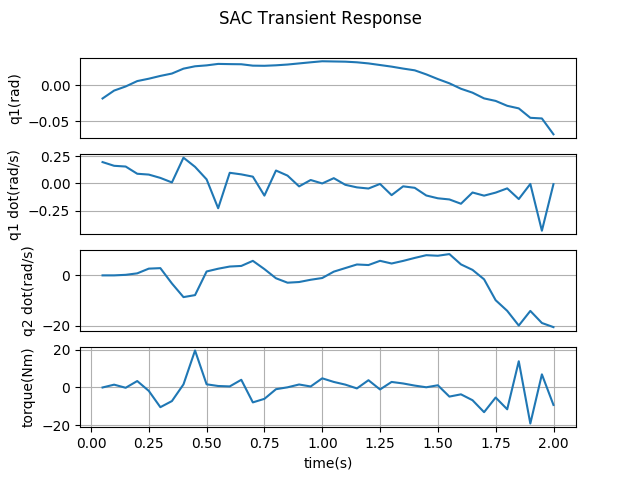 SAC Transient Response
q1(rad)
0.00
−0.05
q1 dot(rad/s)
0.25
0.00
−0.25
q2 dot(rad/s)
0
−20
torque(Nm)
20
0
−20
0.00 0.25 0.50 0.75 1.00 1.25 1.50 1.75 2.00
time(s)